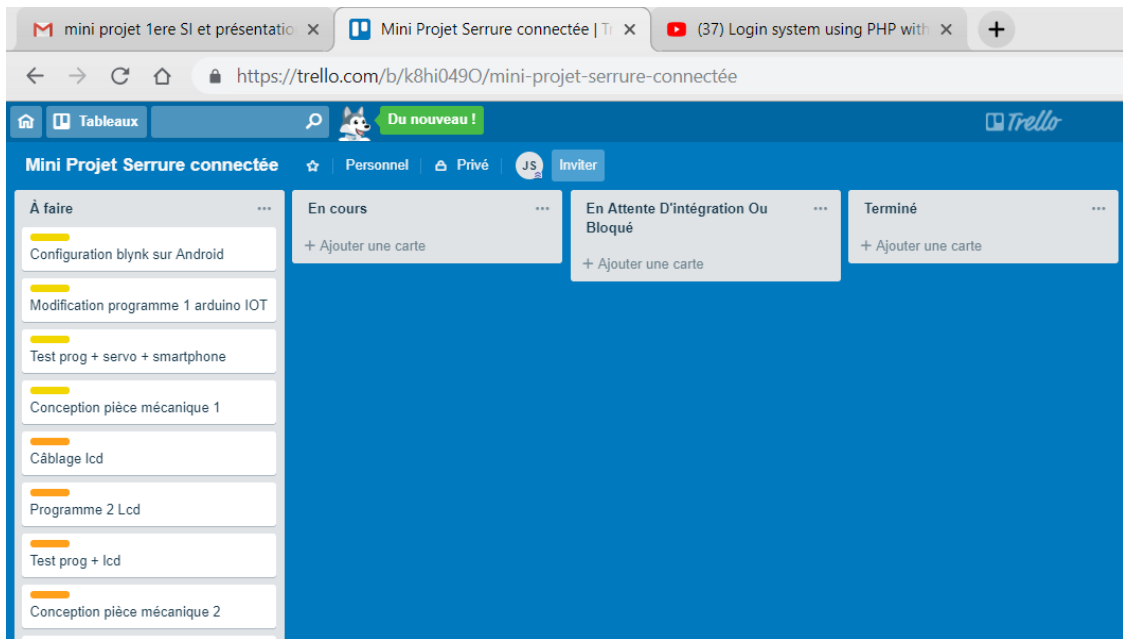 mini projet 1ere SI et présentatio
Mini Projet Serrure connectée | Tr
(37) Login system using PHP with
https://trello.com/b/k8hi049O/mini-projet-serrure-connectée
Tableaux
Du nouveau !
Trello
Mini Projet Serrure connectée
Personnel
Privé
JS
Inviter
À faire
Configuration blynk sur Android
Modification programme 1 arduino IOT
Test prog + servo + smartphone
Conception pièce mécanique 1
Câblage lcd
Programme 2 Lcd
Test prog + lcd
Conception pièce mécanique 2
En cours
+ Ajouter une carte
En Attente D'intégration Ou
Bloqué
+ Ajouter une carte
Terminé
+ Ajouter une carte